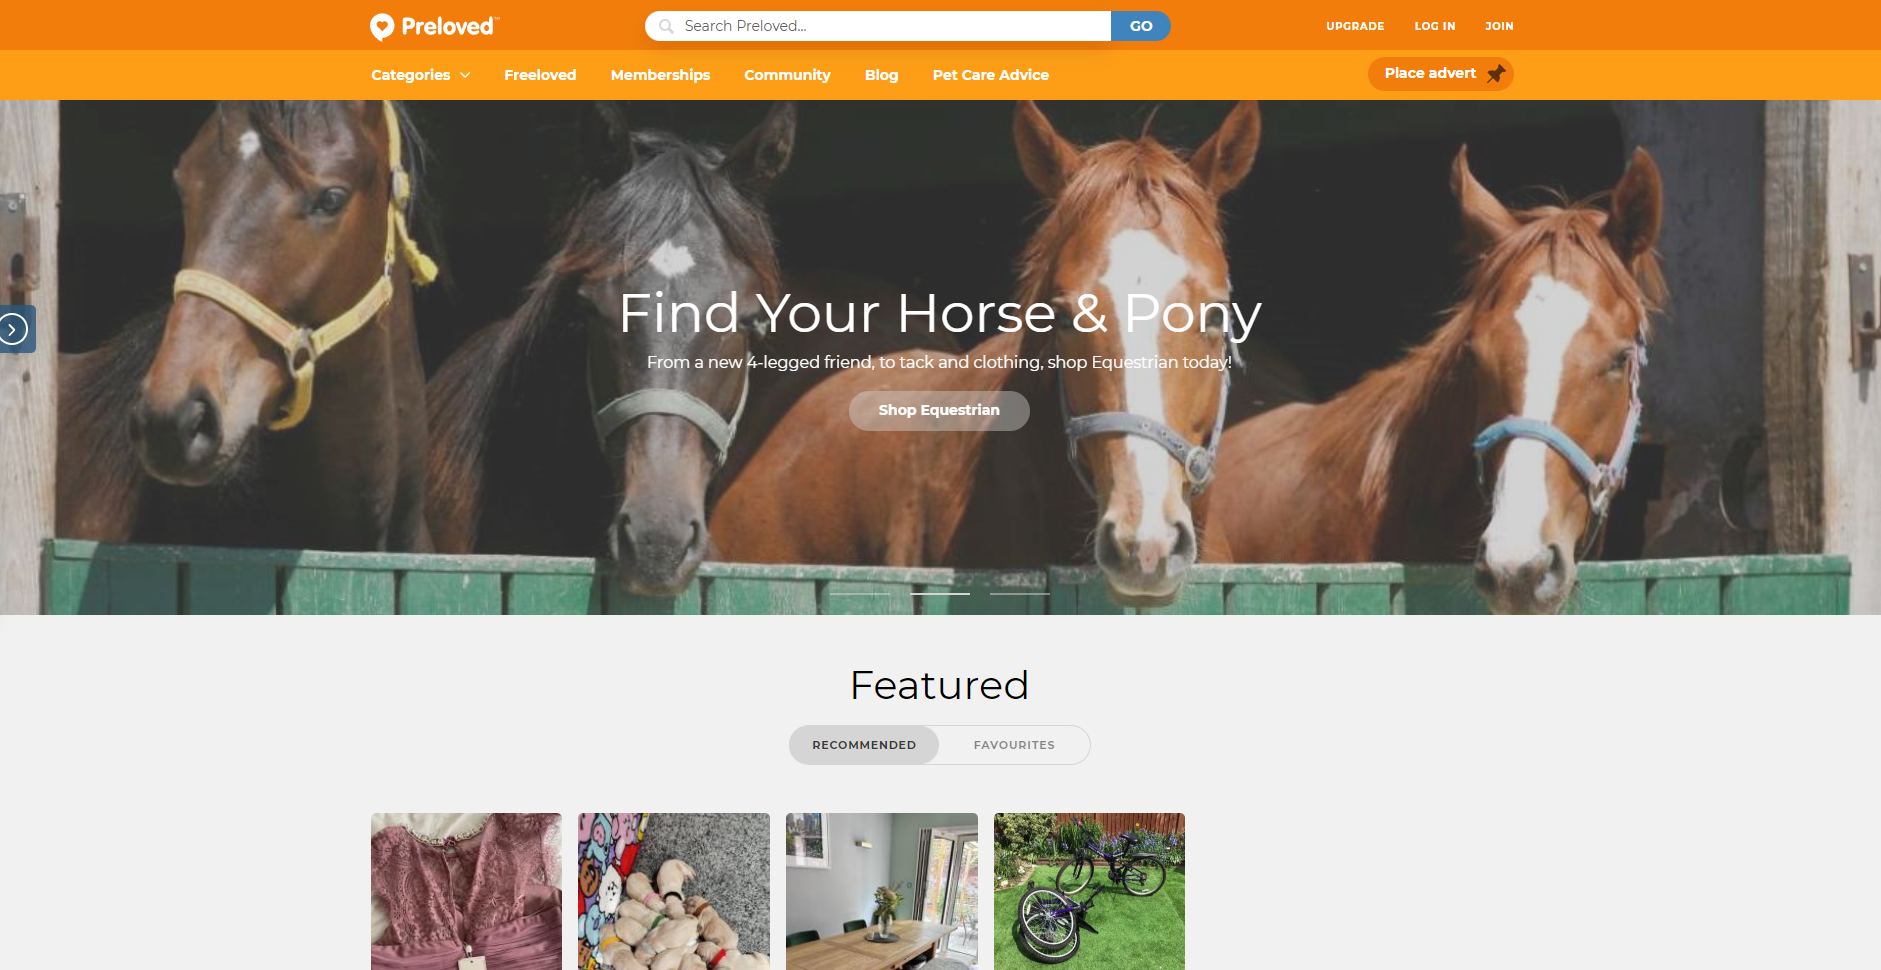 Preloved™
Search Preloved...
GO
UPGRADE
LOG IN
JOIN
Categories
Freeloved
Memberships
Community
Blog
Pet Care Advice
Place advert
Find Your Horse & Pony
From a new 4-legged friend, to tack and clothing, shop Equestrian today!
Shop Equestrian
Featured
RECOMMENDED
FAVOURITES